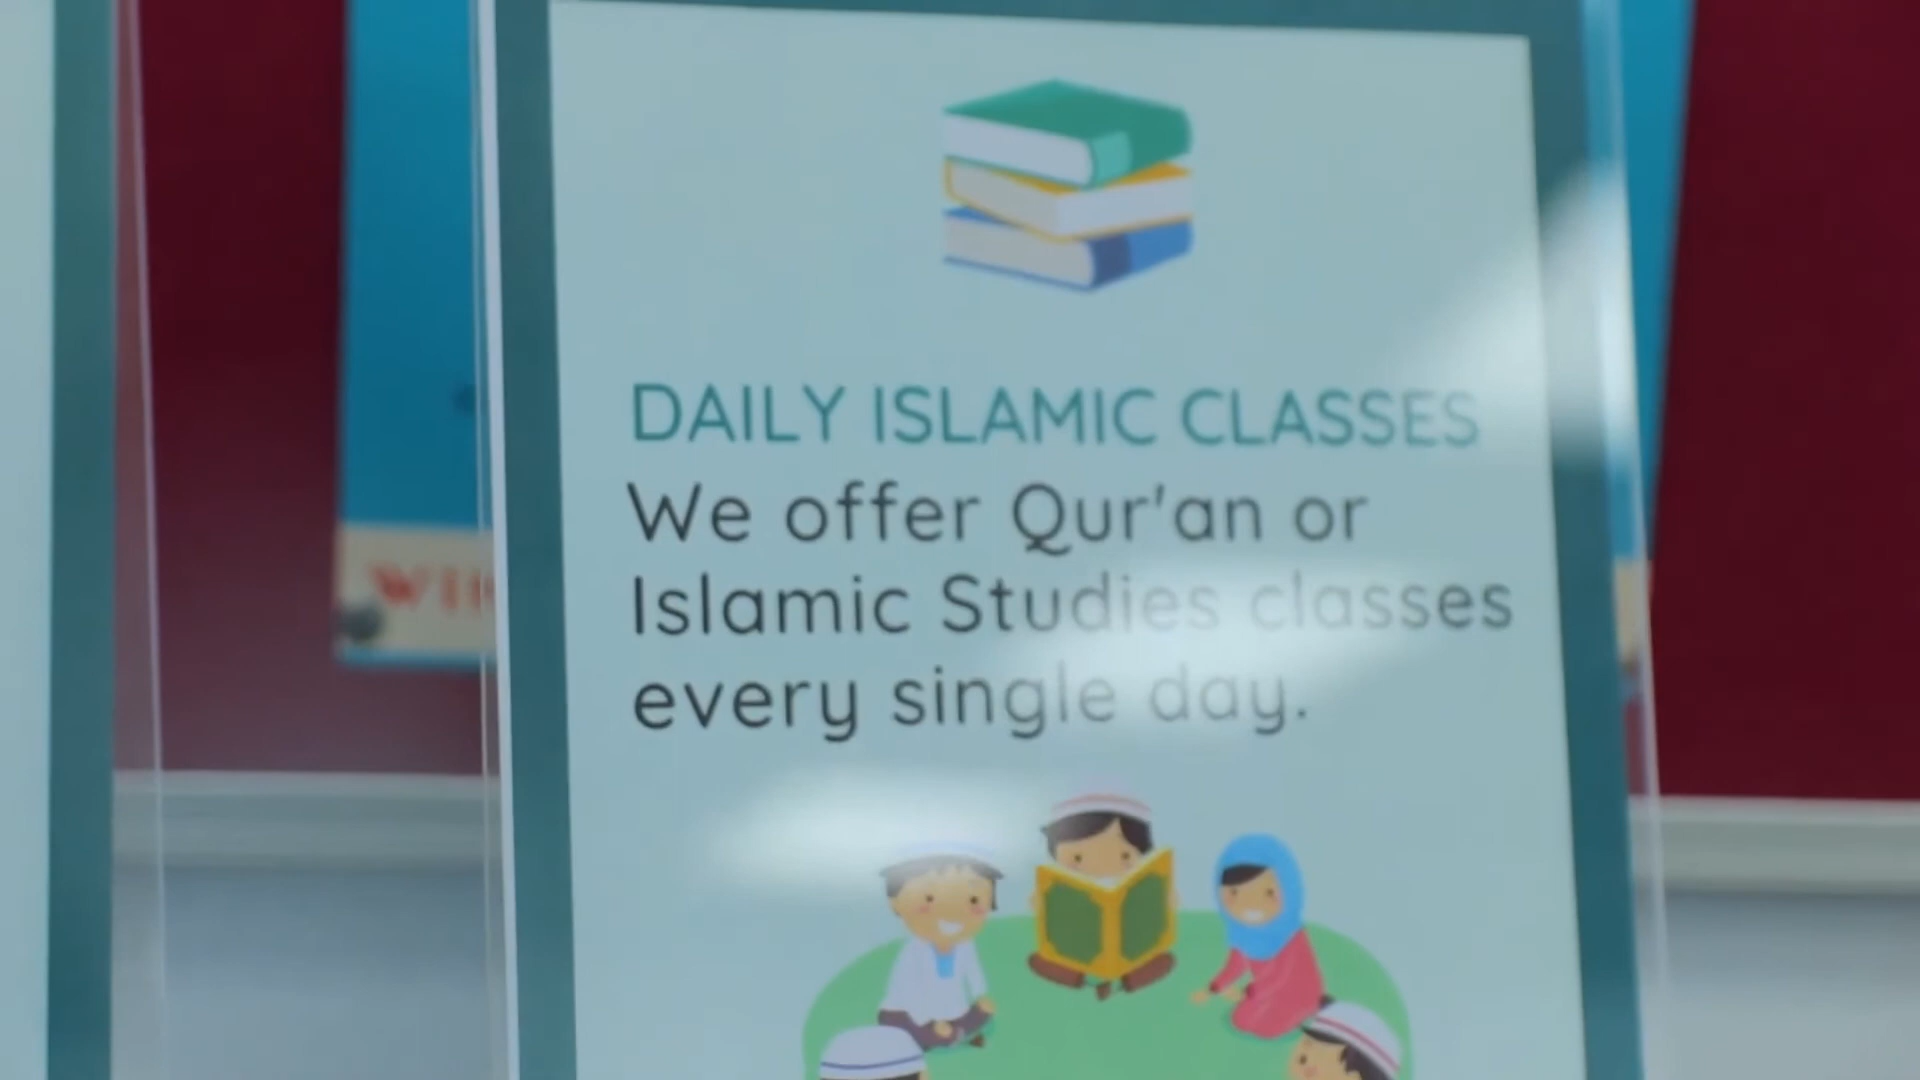 DAILY ISLAMIC CLASSES
We offer Qur'an or
Islamic Studies classes
every single day.